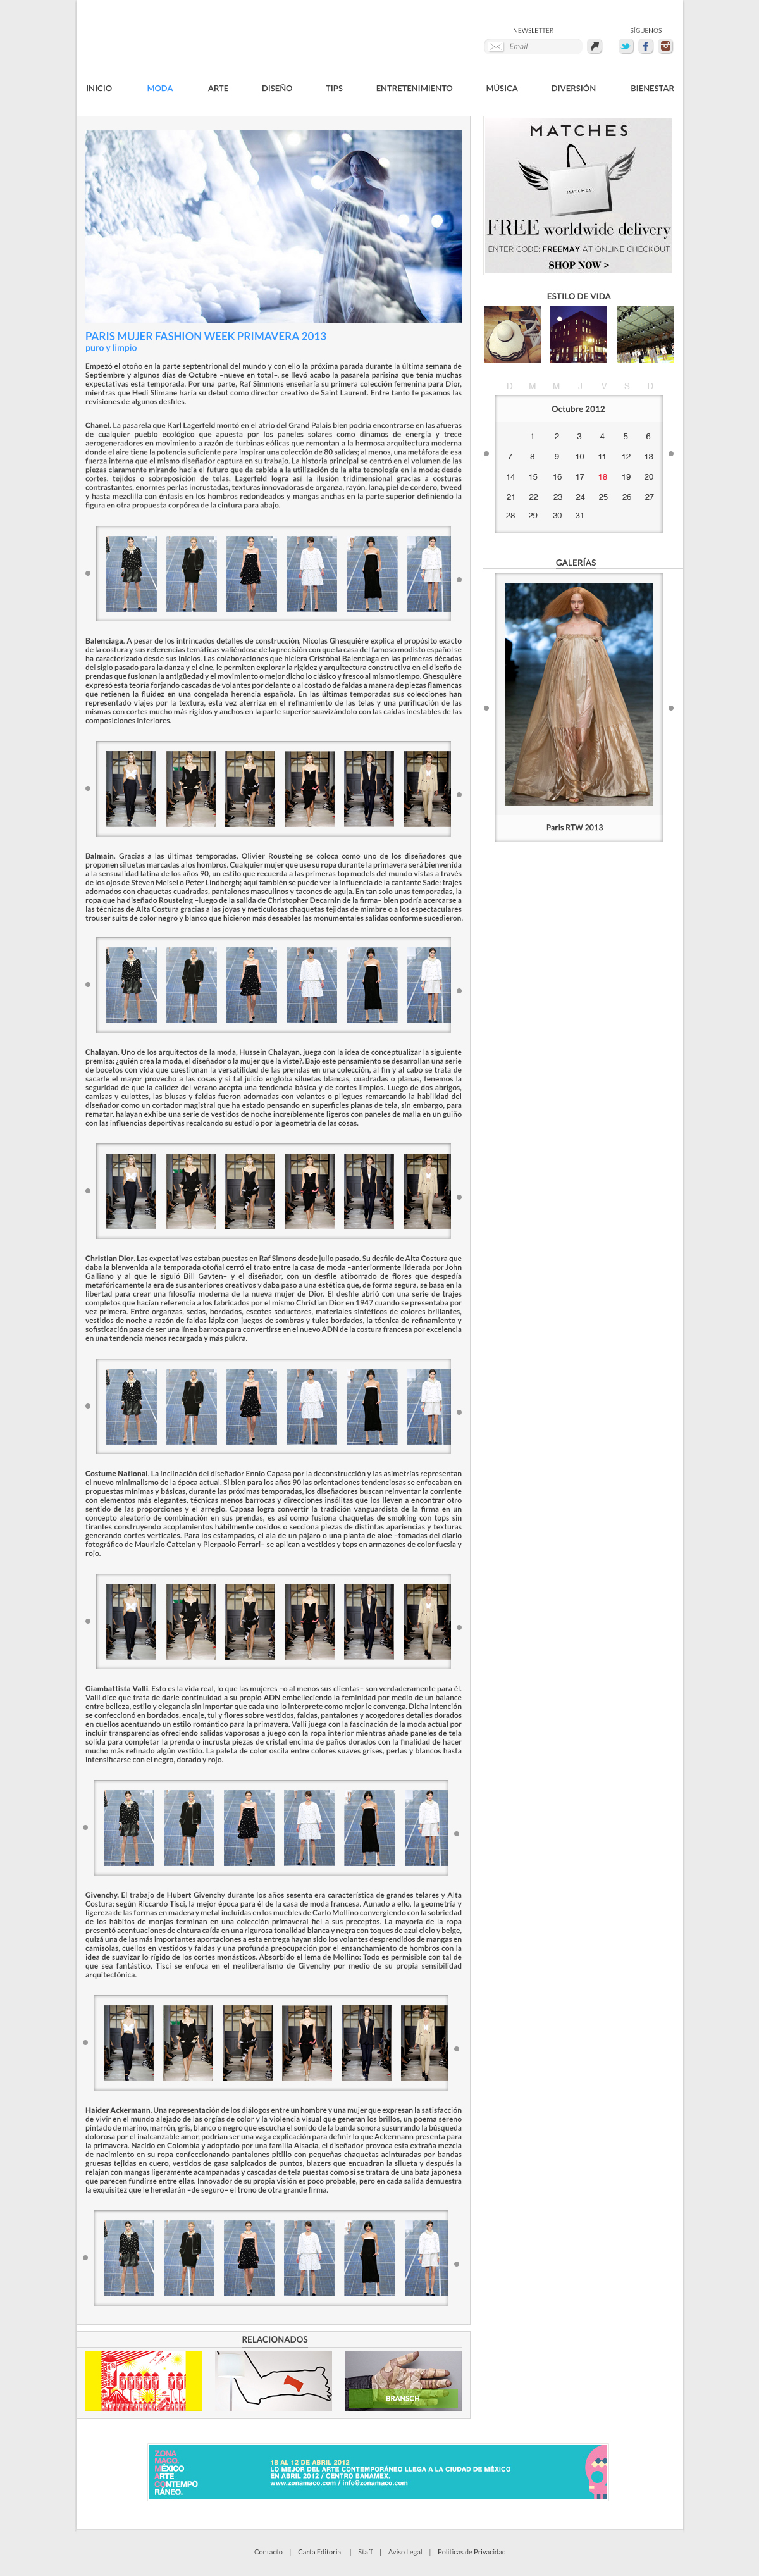 NEWSLETTER
SÍGUENOS
Email
INICIO MODA ARTE DISEÑO TIPS ENTRETENIMIENTO MÚSICA DIVERSIÓN BIENESTAR
MATCHES
MATCHES
FREE worldwide delivery
ENTER CODE: FREEMAY AT ONLINE CHECKOUT
SHOP NOW >
PARIS MUJER FASHION WEEK PRIMAVERA 2013
puro y limpio
Empezó el otoño en la parte septentrional del mundo y con ello la próxima parada durante la última semana de
Septiembre y algunos días de Octubre –nueve en total–, se llevó acabo la pasarela parisina que tenía muchas
expectativas esta temporada. Por una parte, Raf Simmons enseñaría su primera colección femenina para Dior,
mientras que Hedi Slimane haría su debut como director creativo de Saint Laurent. Entre tanto te pasamos las
revisiones de algunos desfiles.
Chanel. La pasarela que Karl Lagerfeld montó en el atrio del Grand Palais bien podría encontrarse en las afueras
de cualquier pueblo ecológico que apuesta por los paneles solares como dinamos de energía y trece
aerogeneradores en modo alusión de turbinas eólicas que remontan a la misma pasarela como diciendo que
donde el aire tiene la potencia suficiente para inspirar una colección de 80 salidas; al menos, una metáfora de esa
fuerza interna que el diseñador ha cultivado. La historia principal se centró en el volumen de las
piezas claramente mirando hacia el futuro que da cabida a la utilización de la alta tecnología en la moda; desde
cortes, tejidos o sobreposición de telas, Lagerfeld logra así la ilusión tridimensional gracias a costuras
contrastantes, enormes perlas incrustadas, texturas innovadoras de organza, rayón, lana, piel de cordero, tweed
y hasta mezclilla con énfasis en los hombros redondeados y mangas anchas en la parte superior definiendo la
figura en otra propuesta corpórea de la cintura para abajo.
Balenciaga. A pesar de los intrincados detalles de construcción, Nicolas Ghesquière explica el propósito exacto
de la costura y sus referencias temáticas valiéndose de la precisión con que la casa del famoso modisto español se
ha caracterizado desde sus inicios. Las colaboraciones que hiciera Cristóbal Balenciaga en las primeras décadas
del siglo pasado para la danza y el cine, le permiten explorar la rigidez y arquitectura constructiva en el diseño de
prendas que fusionan la antigüedad y el movimiento o mejor dicho lo clásico y fresco al mismo tiempo. Ghesquière
expresó esta teoría forjando cascadas de volantes por delante o al costado de faldas a manera de piezas flamencas
que retienen la fluidez en una congelada herencia española. En las últimas temporadas sus colecciones han
representado viajes por la textura, esta vez aterriza en el refinamiento de las telas y una purificación de las
mismas con cortes mucho más rígidos y anchos en la parte superior suavizándolo con las caídas inestables de las
composiciones inferiores.
Balmain. Gracias a las últimas temporadas, Olivier Rousteing se coloca como uno de los diseñadores que
proponen siluetas marcadas a los hombros. Cualquier mujer que use su ropa durante la primavera será bienvenida
a la sensualidad latina de los años 90, un estilo que recuerda a las primeras top models del mundo vistas a través
de los ojos de Steven Meisel o Peter Lindbergh; aquí también se puede ver la influencia de la cantante Sade: trajes
adornados con chaquetas cuadradas, pantalones masculinos y tacones de aguja. En tan solo unas temporadas, la
ropa que ha diseñado Rousteing –luego de la salida de Christopher Decarnin de la firma– bien podría acercarse a
las técnicas de Alta Costura gracias a las joyas y meticulosas chaquetas tejidas de mimbre o a los espectaculares
trouser suits de color negro y blanco que hicieron más deseables las monumentales salidas conforme sucedieron.
Chalayan. Uno de los arquitectos de la moda, Hussein Chalayan, juega con la idea de conceptualizar la siguiente
premisa: ¿quién crea la moda, el diseñador o la mujer que la viste?. Bajo este pensamiento se desarrollan una serie
de bocetos con vida que cuestionan la versatilidad de las prendas en una colección, al fin y al cabo se trata de
sacarle el mayor provecho a las cosas y si tal juicio engloba siluetas blancas, cuadradas o planas, tenemos la
seguridad de que la calidez del verano acepta una tendencia básica y de cortes limpios. Luego de dos abrigos,
camisas y culottes, las blusas y faldas fueron adornadas con volantes o pliegues remarcando la habilidad del
diseñador como un cortador magistral que ha estado pensando en superficies planas de tela, sin embargo, para
rematar, halayan exhibe una serie de vestidos de noche increíblemente ligeros con paneles de malla en un guiño
con las influencias deportivas recalcando su estudio por la geometría de las cosas.
Christian Dior. Las expectativas estaban puestas en Raf Simons desde julio pasado. Su desfile de Alta Costura que
daba la bienvenida a la temporada otoñal cerró el trato entre la casa de moda –anteriormente liderada por John
Galliano y al que le siguió Bill Gayten– y el diseñador, con un desfile atiborrado de flores que despedía
metafóricamente la era de sus anteriores creativos y daba paso a una estética que, de forma segura, se basa en la
libertad para crear una filosofía moderna de la nueva mujer de Dior. El desfile abrió con una serie de trajes
completos que hacían referencia a los fabricados por el mismo Christian Dior en 1947 cuando se presentaba por
vez primera. Entre organzas, sedas, bordados, escotes seductores, materiales sintéticos de colores brillantes,
vestidos de noche a razón de faldas lápiz con juegos de sombras y tules bordados, la técnica de refinamiento y
sofisticación pasa de ser una línea barroca para convertirse en el nuevo ADN de la costura francesa por excelencia
en una tendencia menos recargada y más pulcra.
Costume National. La inclinación del diseñador Ennio Capasa por la deconstrucción y las asimetrías representan
el nuevo minimalismo de la época actual. Si bien para los años 90 las orientaciones tendenciosas se enfocaban en
propuestas mínimas y básicas, durante las próximas temporadas, los diseñadores buscan reinventar la corriente
con elementos más elegantes, técnicas menos barrocas y direcciones insólitas que los lleven a encontrar otro
sentido de las proporciones y el arreglo. Capasa logra convertir la tradición vanguardista de la firma en un
concepto aleatorio de combinación en sus prendas, es así como fusiona chaquetas de smoking con tops sin
tirantes construyendo acoplamientos hábilmente cosidos o secciona piezas de distintas apariencias y texturas
generando cortes verticales. Para los estampados, el ala de un pájaro o una planta de aloe –tomadas del diario
fotográfico de Maurizio Cattelan y Pierpaolo Ferrari– se aplican a vestidos y tops en armazones de color fucsia y
rojo.
Giambattista Valli. Esto es la vida real, lo que las mujeres –o al menos sus clientas– son verdaderamente para él.
Valli dice que trata de darle continuidad a su propio ADN embelleciendo la feminidad por medio de un balance
entre belleza, estilo y elegancia sin importar que cada uno lo interprete como mejor le convenga. Dicha intención
se confeccionó en bordados, encaje, tul y flores sobre vestidos, faldas, pantalones y acogedores detalles dorados
en cuellos acentuando un estilo romántico para la primavera. Valli juega con la fascinación de la moda actual por
incluir transparencias ofreciendo salidas vaporosas a juego con la ropa interior mientras añade paneles de tela
solida para completar la prenda o incrusta piezas de cristal encima de paños dorados con la finalidad de hacer
mucho más refinado algún vestido. La paleta de color oscila entre colores suaves grises, perlas y blancos hasta
intensificarse con el negro, dorado y rojo.
Givenchy. El trabajo de Hubert Givenchy durante los años sesenta era característica de grandes telares y Alta
Costura; según Riccardo Tisci, la mejor época para él de la casa de moda francesa. Aunado a ello, la geometría y
ligereza de las formas en madera y metal incluidas en los muebles de Carlo Mollino convergiendo con la sobriedad
de los hábitos de monjas terminan en una colección primaveral fiel a sus preceptos. La mayoría de la ropa
presentó acentuaciones de cintura caída en una rigurosa tonalidad blanca y negra con toques de azul cielo y beige,
quizá una de las más importantes aportaciones a esta entrega hayan sido los volantes desprendidos de mangas en
camisolas, cuellos en vestidos y faldas y una profunda preocupación por el ensanchamiento de hombros con la
idea de suavizar lo rígido de los cortes monásticos. Absorbido el lema de Mollino: Todo es permisible con tal de
que sea fantástico, Tisci se enfoca en el neoliberalismo de Givenchy por medio de su propia sensibilidad
arquitectónica.
Haider Ackermann. Una representación de los diálogos entre un hombre y una mujer que expresan la satisfacción
de vivir en el mundo alejado de las orgías de color y la violencia visual que generan los brillos, un poema sereno
pintado de marino, marrón, gris, blanco o negro que escucha el sonido de la banda sonora susurrando la búsqueda
dolorosa por el inalcanzable amor, podrían ser una vaga explicación para definir lo que Ackermann presenta para
la primavera. Nacido en Colombia y adoptado por una familia Alsacia, el diseñador provoca esta extraña mezcla
de nacimiento en su ropa confeccionando pantalones pitillo con pequeñas chaquetas acinturadas por bandas
gruesas tejidas en cuero, vestidos de gasa salpicados de puntos, blazers que encuadran la silueta y después la
relajan con mangas ligeramente acampanadas y cascadas de tela puestas como si se tratara de una bata japonesa
que parecen fundirse entre ellas. Innovador de su propia visión es poco probable, pero en cada salida demuestra
la exquisitez que le heredarán –de seguro– el trono de otra grande firma.
ESTILO DE VIDA
D M M J V S D
Octubre 2012
1 2 3 4 5 6
7 8 9 10 11 12 13
14 15 16 17 18 19 20
21 22 23 24 25 26 27
28 29 30 31
GALERÍAS
Paris RTW 2013
RELACIONADOS
BRANSCH
ZONA
MACO.
MÉXICO
ARTE
CONTEMPO
RÁNEO.
18 AL 12 DE ABRIL 2012
LO MEJOR DEL ARTE CONTEMPORÁNEO LLEGA A LA CIUDAD DE MÉXICO
EN ABRIL 2012 / CENTRO BANAMEX.
www.zonamaco.com / info@zonamaco.com
Contacto | Carta Editorial | Staff | Aviso Legal | Políticas de Privacidad